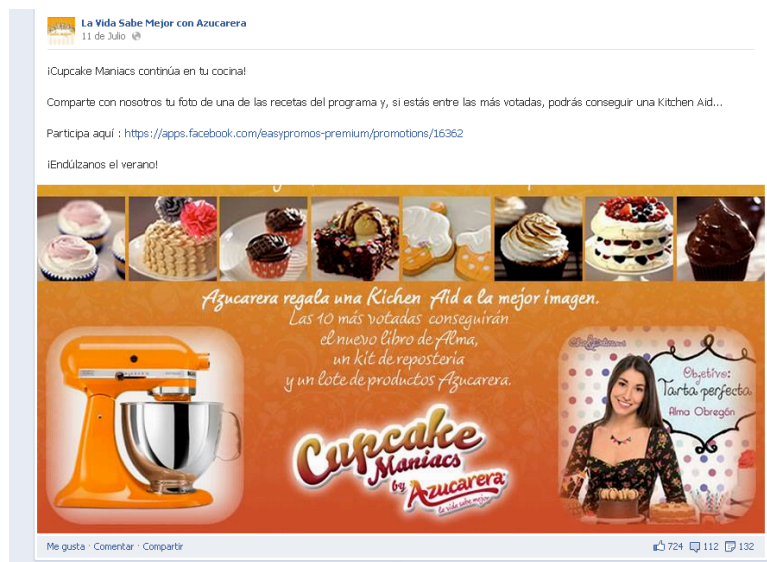 La Vida Sabe Mejor con Azucarera
11 de Julio
¡Cupcake Maniacs continúa en tu cocina!
Comparte con nosotros tu foto de una de las recetas del programa y, si estás entre las más votadas, podrás conseguir una Kitchen Aid...
Participa aquí : https://apps.facebook.com/easypromos-premium/promotions/16362
¡Endúlzanos el verano!
Azucarera regala una Kichen Aid a la mejor imagen.
Las 10 más votadas conseguirán
el nuevo libro de Alma,
un kit de repostería
y un lote de productos Azucarera.
Objetivo:
Tarta perfecta
Alma Obregón
Cupcake
Maniacs
by Azucarera
la vida sabe mejor
Me gusta · Comentar · Compartir
724 112 132